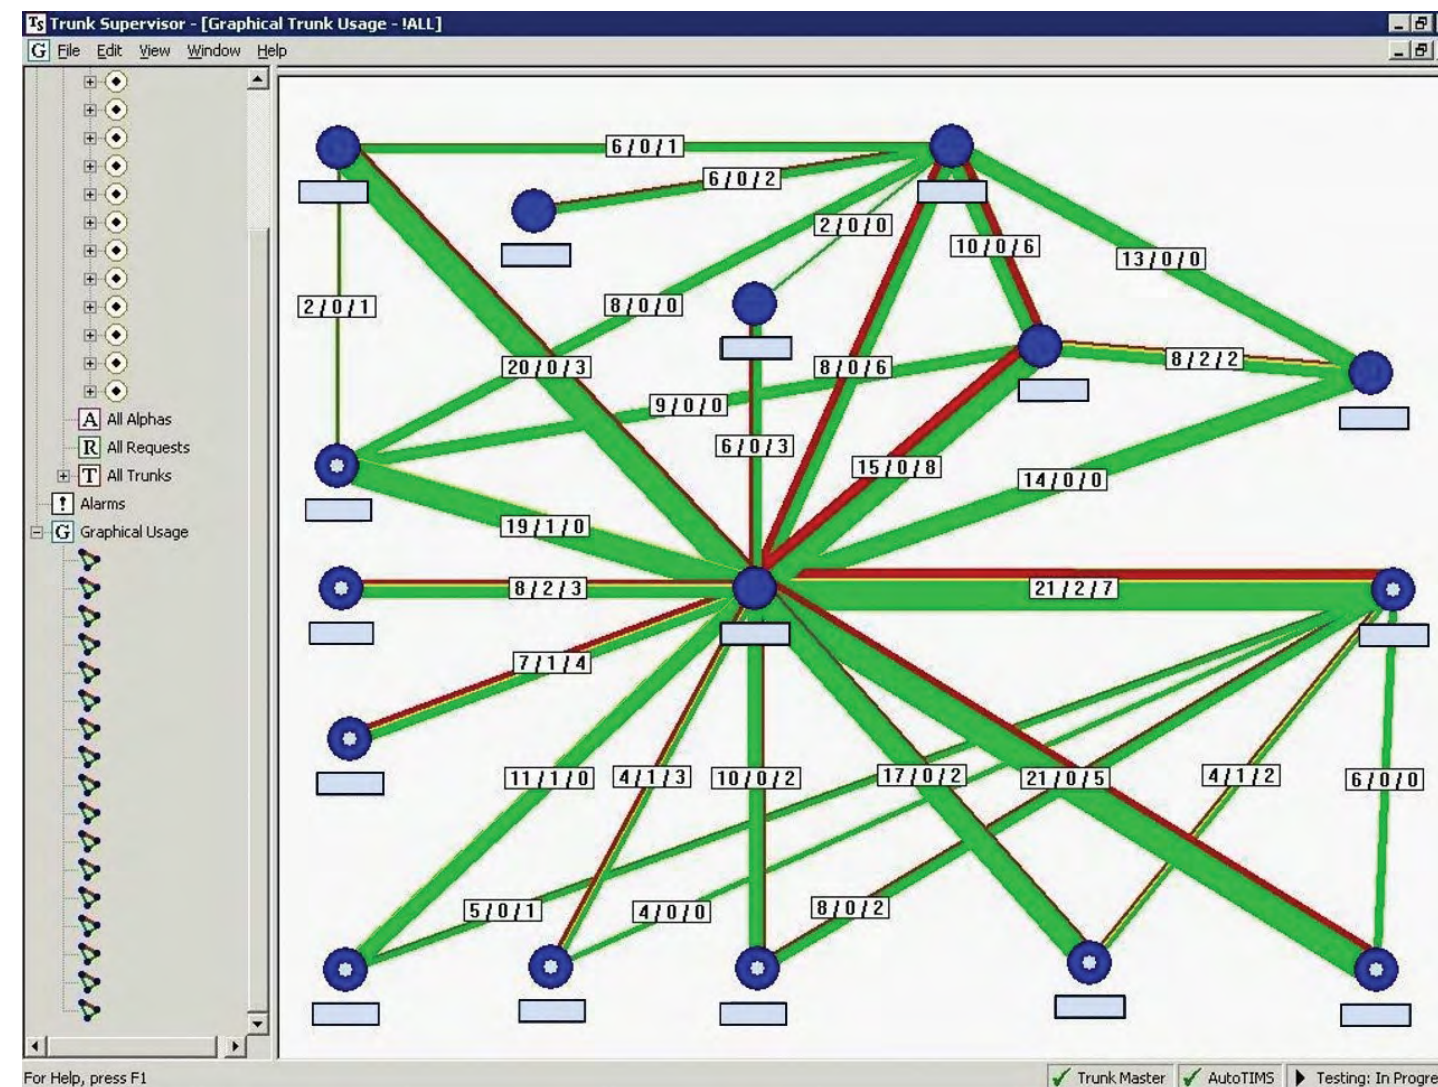 Trunk Supervisor - [Graphical Trunk Usage - !ALL]
File Edit View Window Help
A All Alphas
R All Requests
T All Trunks
! Alarms
G Graphical Usage
6 / 0 / 1
6 / 0 / 2
2 / 0 / 0
10 / 0 / 6
13 / 0 / 0
2 / 0 / 1
8 / 0 / 0
20 / 0 / 3
8 / 0 / 6
8 / 2 / 2
9 / 0 / 0
6 / 0 / 3
15 / 0 / 8
14 / 0 / 0
19 / 1 / 0
8 / 2 / 3
21 / 2 / 7
7 / 1 / 4
11 / 1 / 0
4 / 1 / 3
10 / 0 / 2
17 / 0 / 2
21 / 0 / 5
4 / 1 / 2
6 / 0 / 0
5 / 0 / 1
4 / 0 / 0
8 / 0 / 2
For Help, press F1
Trunk Master
AutoTIMS
Testing: In Progre